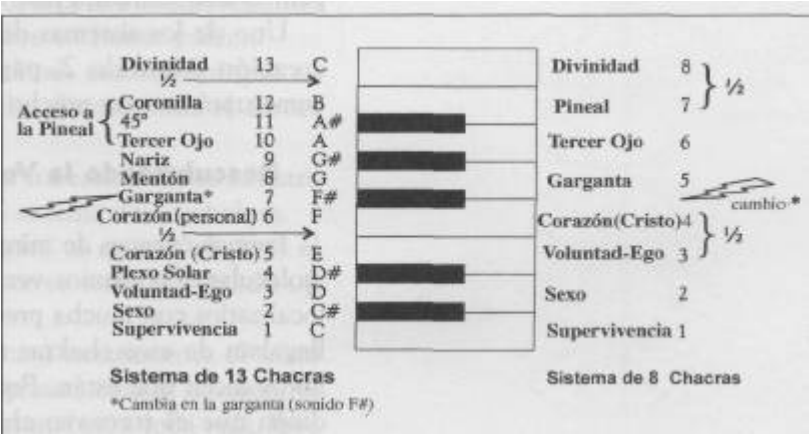 Divinidad 13 C
½
Coronilla 12 B
Acceso a la Pineal
45° 11 A#
Tercer Ojo 10 A
Nariz 9 G#
Mentón 8 G
Garganta* 7 F#
Corazón (personal) 6 F
½
Corazón (Cristo) 5 E
Plexo Solar 4 D#
Voluntad-Ego 3 D
Sexo 2 C#
Supervivencia 1 C
Sistema de 13 Chacras
*Cambia en la garganta (sonido F#)
Divinidad 8
½
Pineal 7
Tercer Ojo 6
Garganta 5
cambio*
Corazón(Cristo)4
½
Voluntad-Ego 3
Sexo 2
Supervivencia 1
Sistema de 8 Chacras